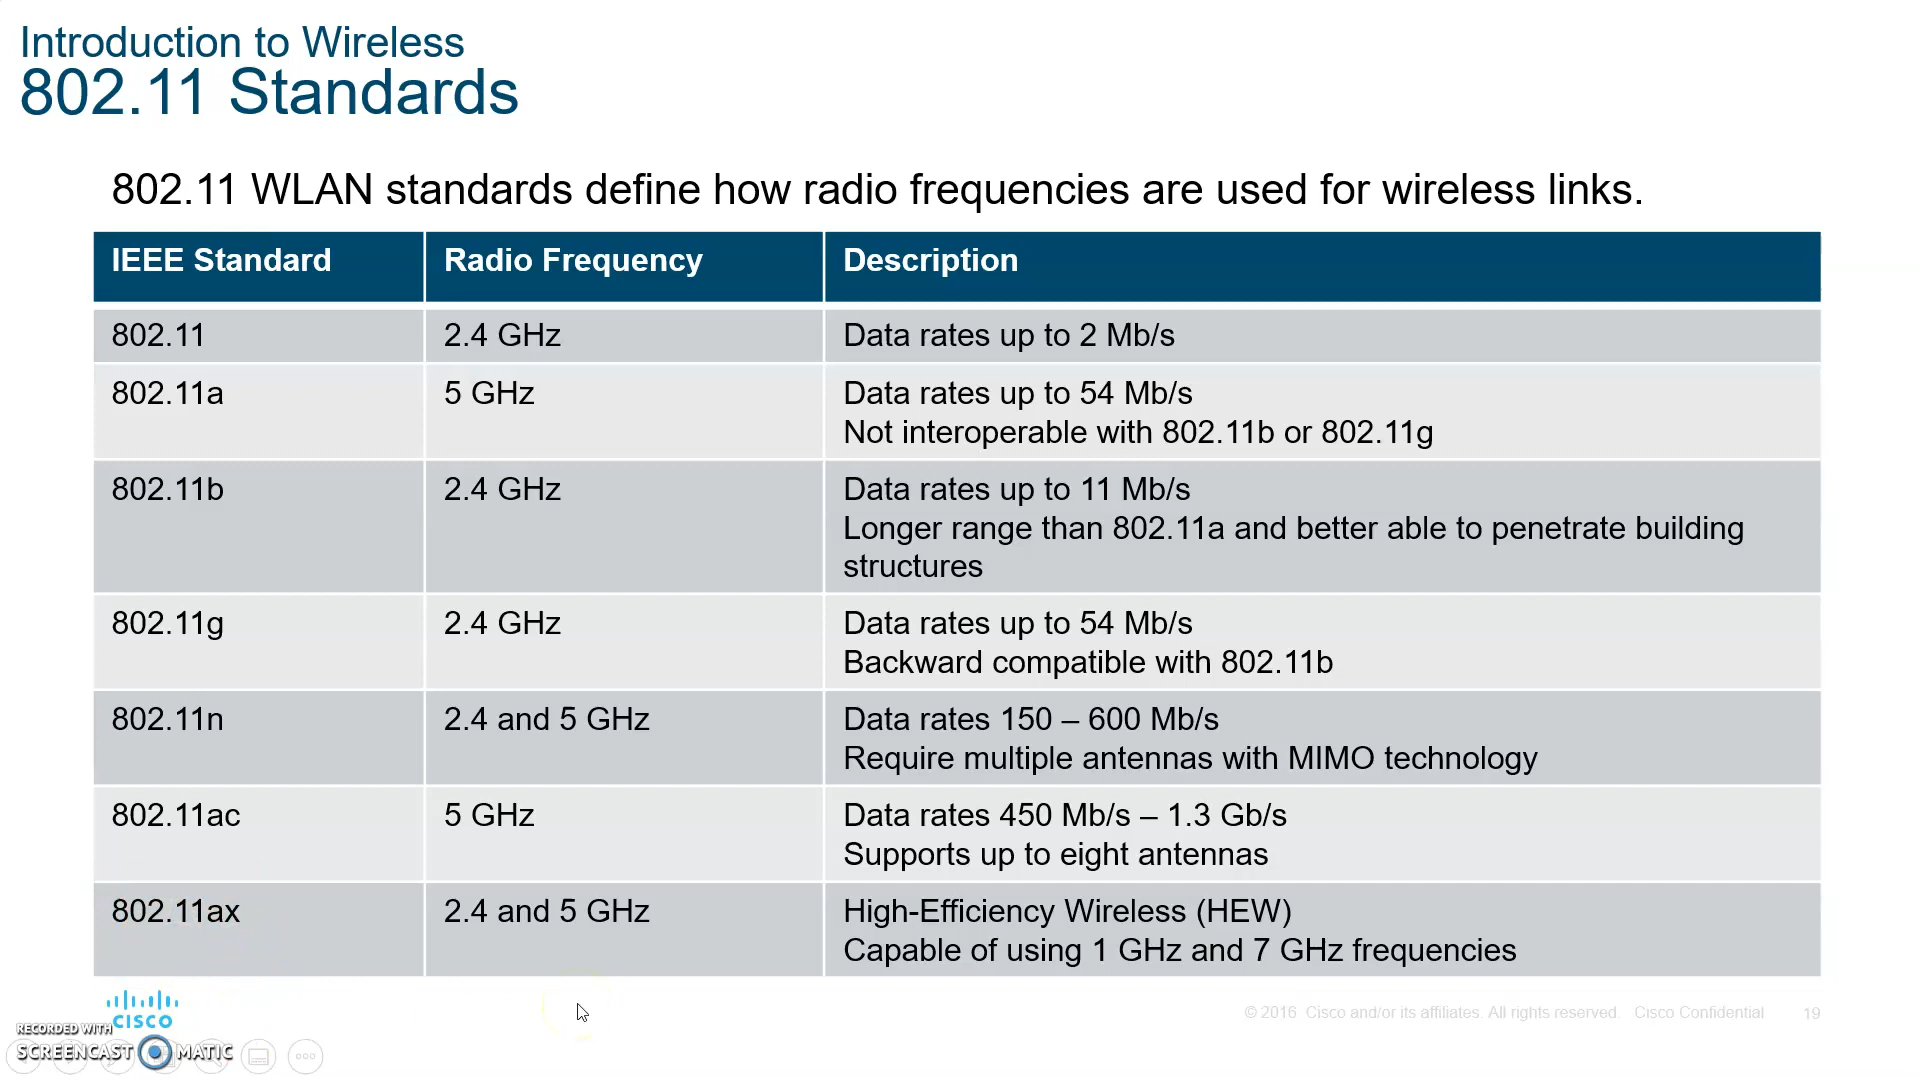 Introduction to Wireless
802.11 Standards
802.11 WLAN standards define how radio frequencies are used for wireless links.
IEEE Standard Radio Frequency Description
802.11 2.4 GHz Data rates up to 2 Mb/s
802.11a 5 GHz Data rates up to 54 Mb/s
Not interoperable with 802.11b or 802.11g
802.11b 2.4 GHz Data rates up to 11 Mb/s
Longer range than 802.11a and better able to penetrate building
structures
802.11g 2.4 GHz Data rates up to 54 Mb/s
Backward compatible with 802.11b
802.11n 2.4 and 5 GHz Data rates 150 – 600 Mb/s
Require multiple antennas with MIMO technology
802.11ac 5 GHz Data rates 450 Mb/s – 1.3 Gb/s
Supports up to eight antennas
802.11ax 2.4 and 5 GHz High-Efficiency Wireless (HEW)
Capable of using 1 GHz and 7 GHz frequencies
CISCO
© 2016 Cisco and/or its affiliates. All rights reserved. Cisco Confidential 19
RECORDED WITH
SCREENCAST MATIC